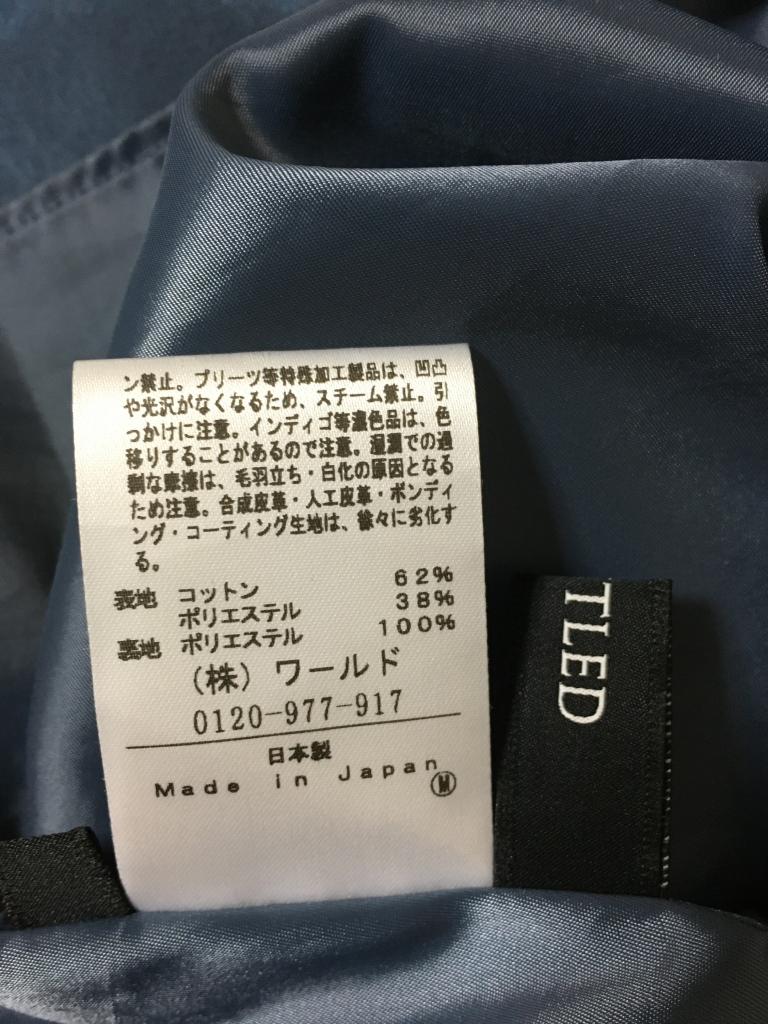 ン禁止。プリーツ等特殊加工製品は、凹凸
や光沢がなくなるため、スチーム禁止。引
っかけに注意。インディゴ等濃色品は、色
移りすることがあるので注意。湿潤での過
剰な摩擦は、毛羽立ち・白化の原因となる
ため注意。合成皮革・人工皮革・ボンディ
ング・コーティング生地は、徐々に劣化す
る。
表地 コットン 62%
ポリエステル 38%
裏地 ポリエステル 100%
(株) ワールド
0120-977-917
日本製
Made in Japan
M
TLED